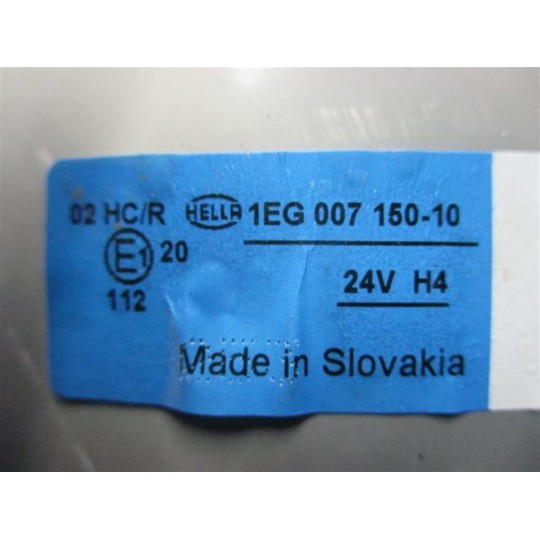 02 HC/R HELLA 1EG 007 150-10
E1 20
24V H4
112
Made in Slovakia